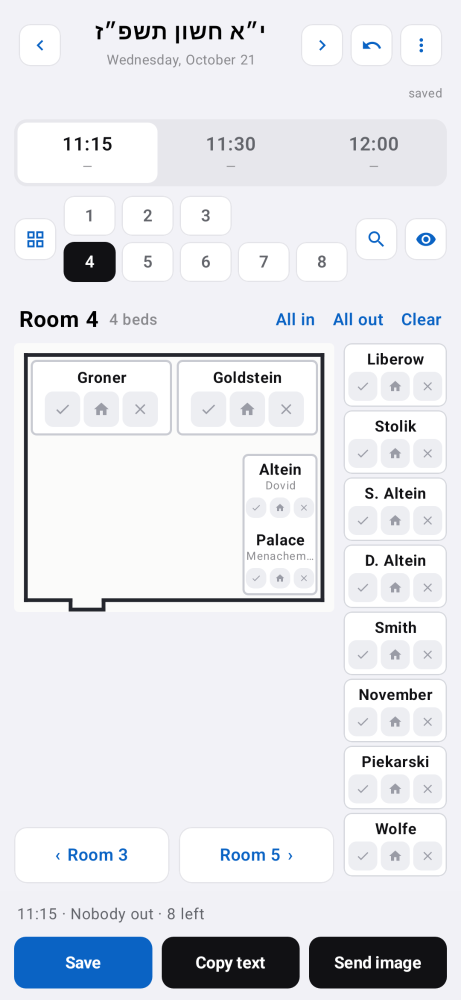 י״א חשון תשפ״ז
Wednesday, October 21
saved
11:15 11:30 12:00
– – –
1 2 3
4 5 6 7 8
Room 4 4 beds All in All out Clear
Groner Goldstein
Altein
Dovid
Palace
Menachem…
Liberow
Stolik
S. Altein
D. Altein
Smith
November
Piekarski
Wolfe
‹ Room 3 Room 5 ›
11:15 · Nobody out · 8 left
Save Copy text Send image